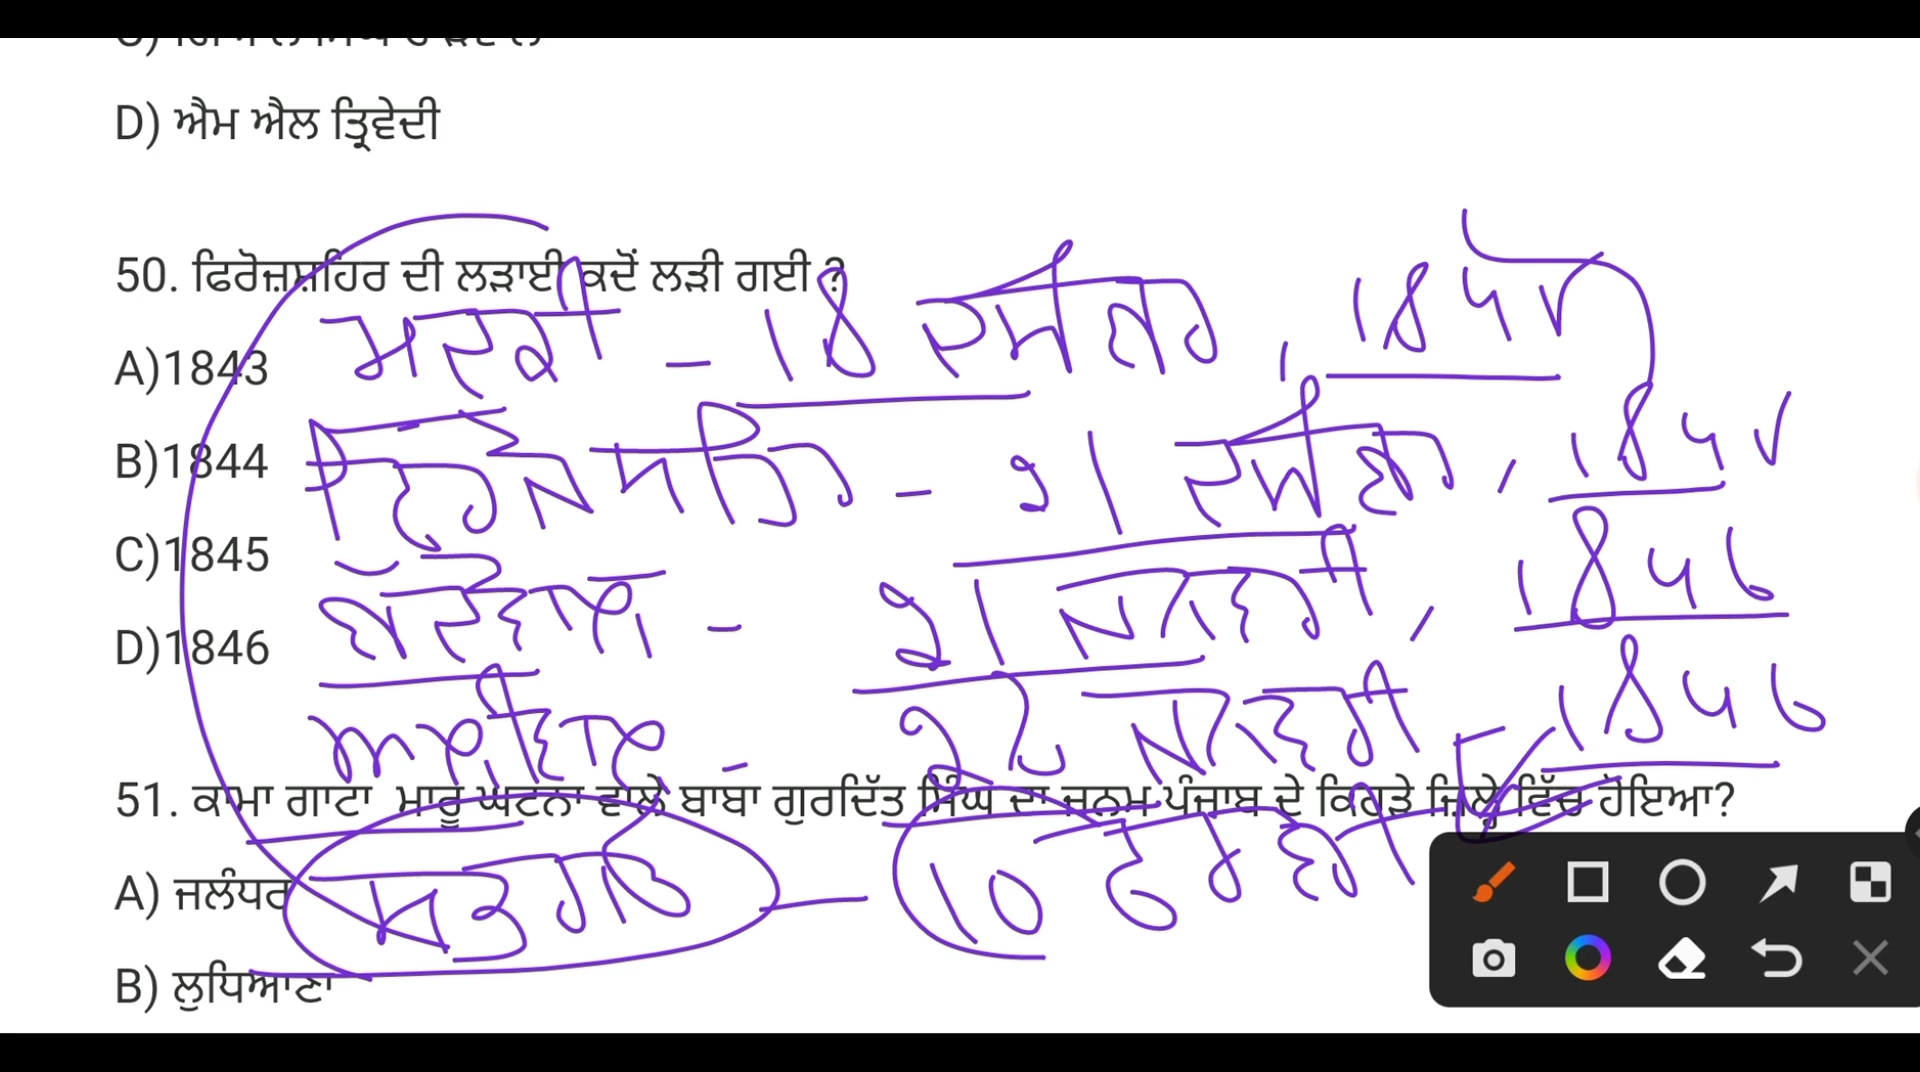 D) ਐਮ ਐਲ ਤ੍ਰਿਵੇਦੀ
50. ਫਿਰੋਜ਼ਸ਼ਹਿਰ ਦੀ ਲੜਾਈ ਕਦੋਂ ਲੜੀ ਗਈ ?
ਮੁਦਕੀ - 18 ਦਸੰਬਰ, 1845
A)1843
ਫਿਰੋਜਸ਼ਹਿਰ - 21 ਦਸੰਬਰ, 1845
B)1844
C)1845
ਬੱਦੋਵਾਲ - 21 ਜਨਵਰੀ, 1846
D)1846
ਅਲੀਵਾਲ - 28 ਜਨਵਰੀ 1846
51. ਕਾਮਾ ਗਾਟਾ ਮਾਰੂ ਘਟਨਾ ਵਾਲੇ ਬਾਬਾ ਗੁਰਦਿੱਤ ਸਿੰਘ ਦਾ ਜਨਮ ਪੰਜਾਬ ਦੇ ਕਿਹੜੇ ਜ਼ਿਲ੍ਹੇ ਵਿੱਚ ਹੋਇਆ?
A) ਜਲੰਧਰ
ਸਭਰਾਉਂ - 10 ਫਰਵਰੀ
B) ਲੁਧਿਆਣਾ